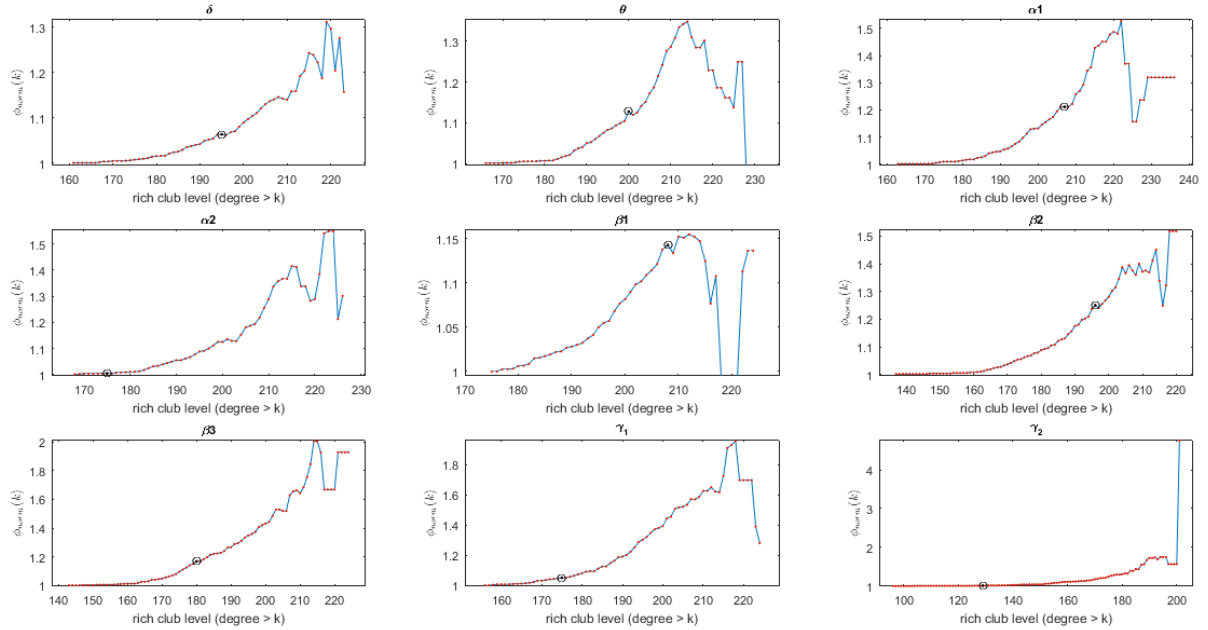 δ
θ
α1
ϕnorm(k)
1.3
1.2
1.1
1
160 170 180 190 200 210 220
rich club level (degree > k)
ϕnorm(k)
1.3
1.2
1.1
1
170 180 190 200 210 220 230
rich club level (degree > k)
ϕnorm(k)
1.5
1.4
1.3
1.2
1.1
1
160 170 180 190 200 210 220 230 240
rich club level (degree > k)
α2
β1
β2
ϕnorm(k)
1.5
1.4
1.3
1.2
1.1
1
170 180 190 200 210 220 230
rich club level (degree > k)
ϕnorm(k)
1.15
1.1
1.05
1
170 180 190 200 210 220
rich club level (degree > k)
ϕnorm(k)
1.5
1.4
1.3
1.2
1.1
1
140 150 160 170 180 190 200 210 220
rich club level (degree > k)
β3
γ1
γ2
ϕnorm(k)
2
1.8
1.6
1.4
1.2
1
140 150 160 170 180 190 200 210 220
rich club level (degree > k)
ϕnorm(k)
1.8
1.6
1.4
1.2
1
160 170 180 190 200 210 220
rich club level (degree > k)
ϕnorm(k)
4
3
2
1
100 120 140 160 180 200
rich club level (degree > k)